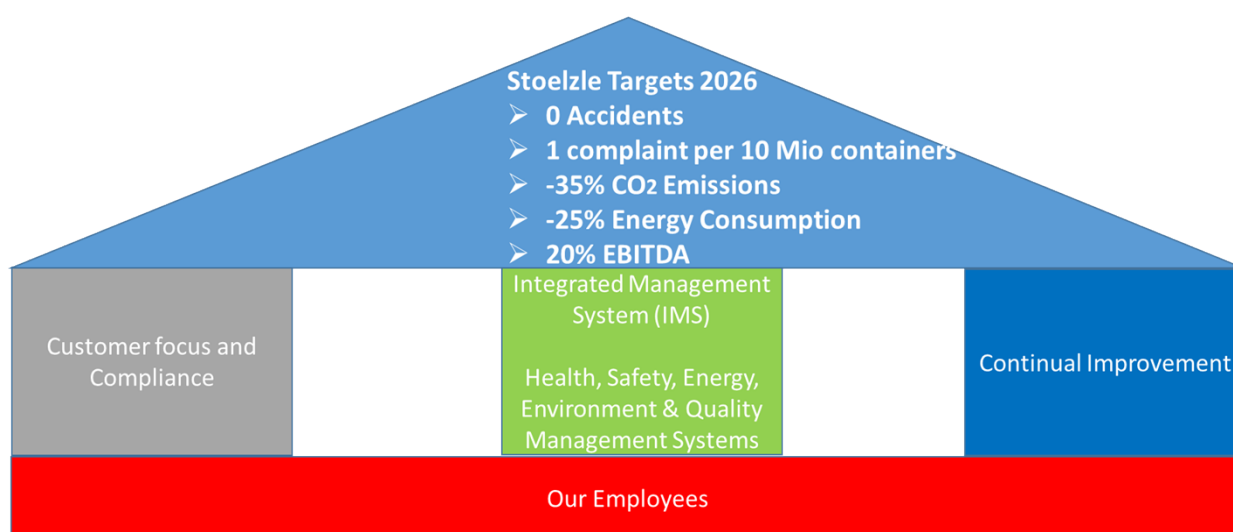 Stoelzle Targets 2026
➢ 0 Accidents
➢ 1 complaint per 10 Mio containers
➢ -35% CO2 Emissions
➢ -25% Energy Consumption
➢ 20% EBITDA
Customer focus and
Compliance
Integrated Management
System (IMS)
Health, Safety, Energy,
Environment & Quality
Management Systems
Continual Improvement
Our Employees